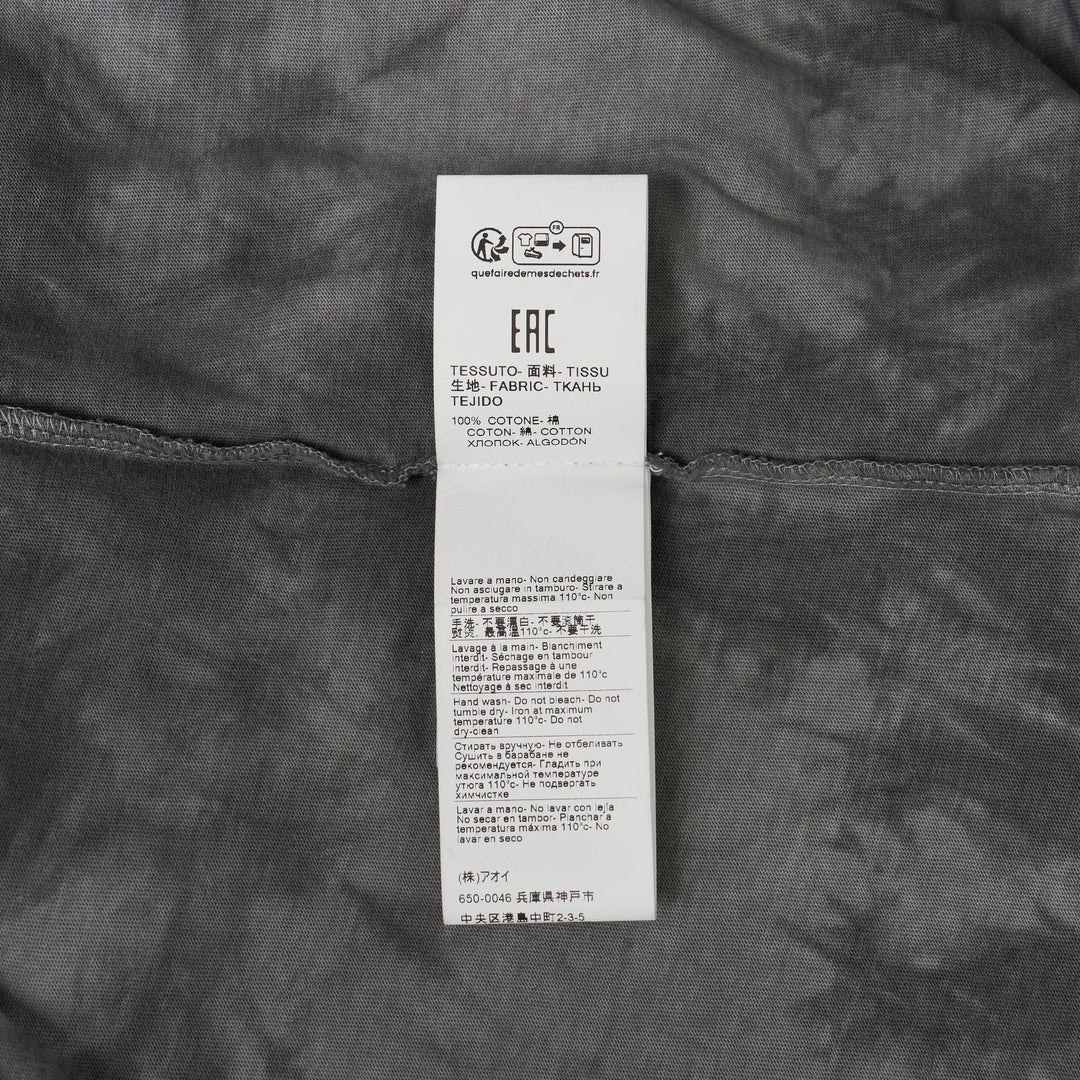 FR
quefairedemesdechets.fr
EAC
TESSUTO- 面料- TISSU
生地- FABRIC- ТКАНЬ
TEJIDO
100% COTONE- 棉
COTON- 綿- COTTON
ХЛОПОК- ALGODÓN
Lavare a mano- Non candeggiare
Non asciugare in tamburo- Stirare a
temperatura massima 110°c- Non
pulire a secco
手洗- 不要漂白- 不要滚筒干
熨烫, 最高温110°c- 不要干洗
Lavage à la main- Blanchiment
interdit- Séchage en tambour
interdit- Repassage à une
température maximale de 110°c
Nettoyage à sec interdit
Hand wash- Do not bleach- Do not
tumble dry- Iron at maximum
temperature 110°c- Do not
dry-clean
Стирать вручную- Не отбеливать
Сушить в барабане не
рекомендуется- Гладить при
максимальной температуре
утюга 110°c- Не подвергать
химчистке
Lavar a mano- No lavar con lejía
No secar en tambor- Planchar a
temperatura máxima 110°c- No
lavar en seco
(株)アオイ
650-0046 兵庫県神戸市
中央区港島中町2-3-5